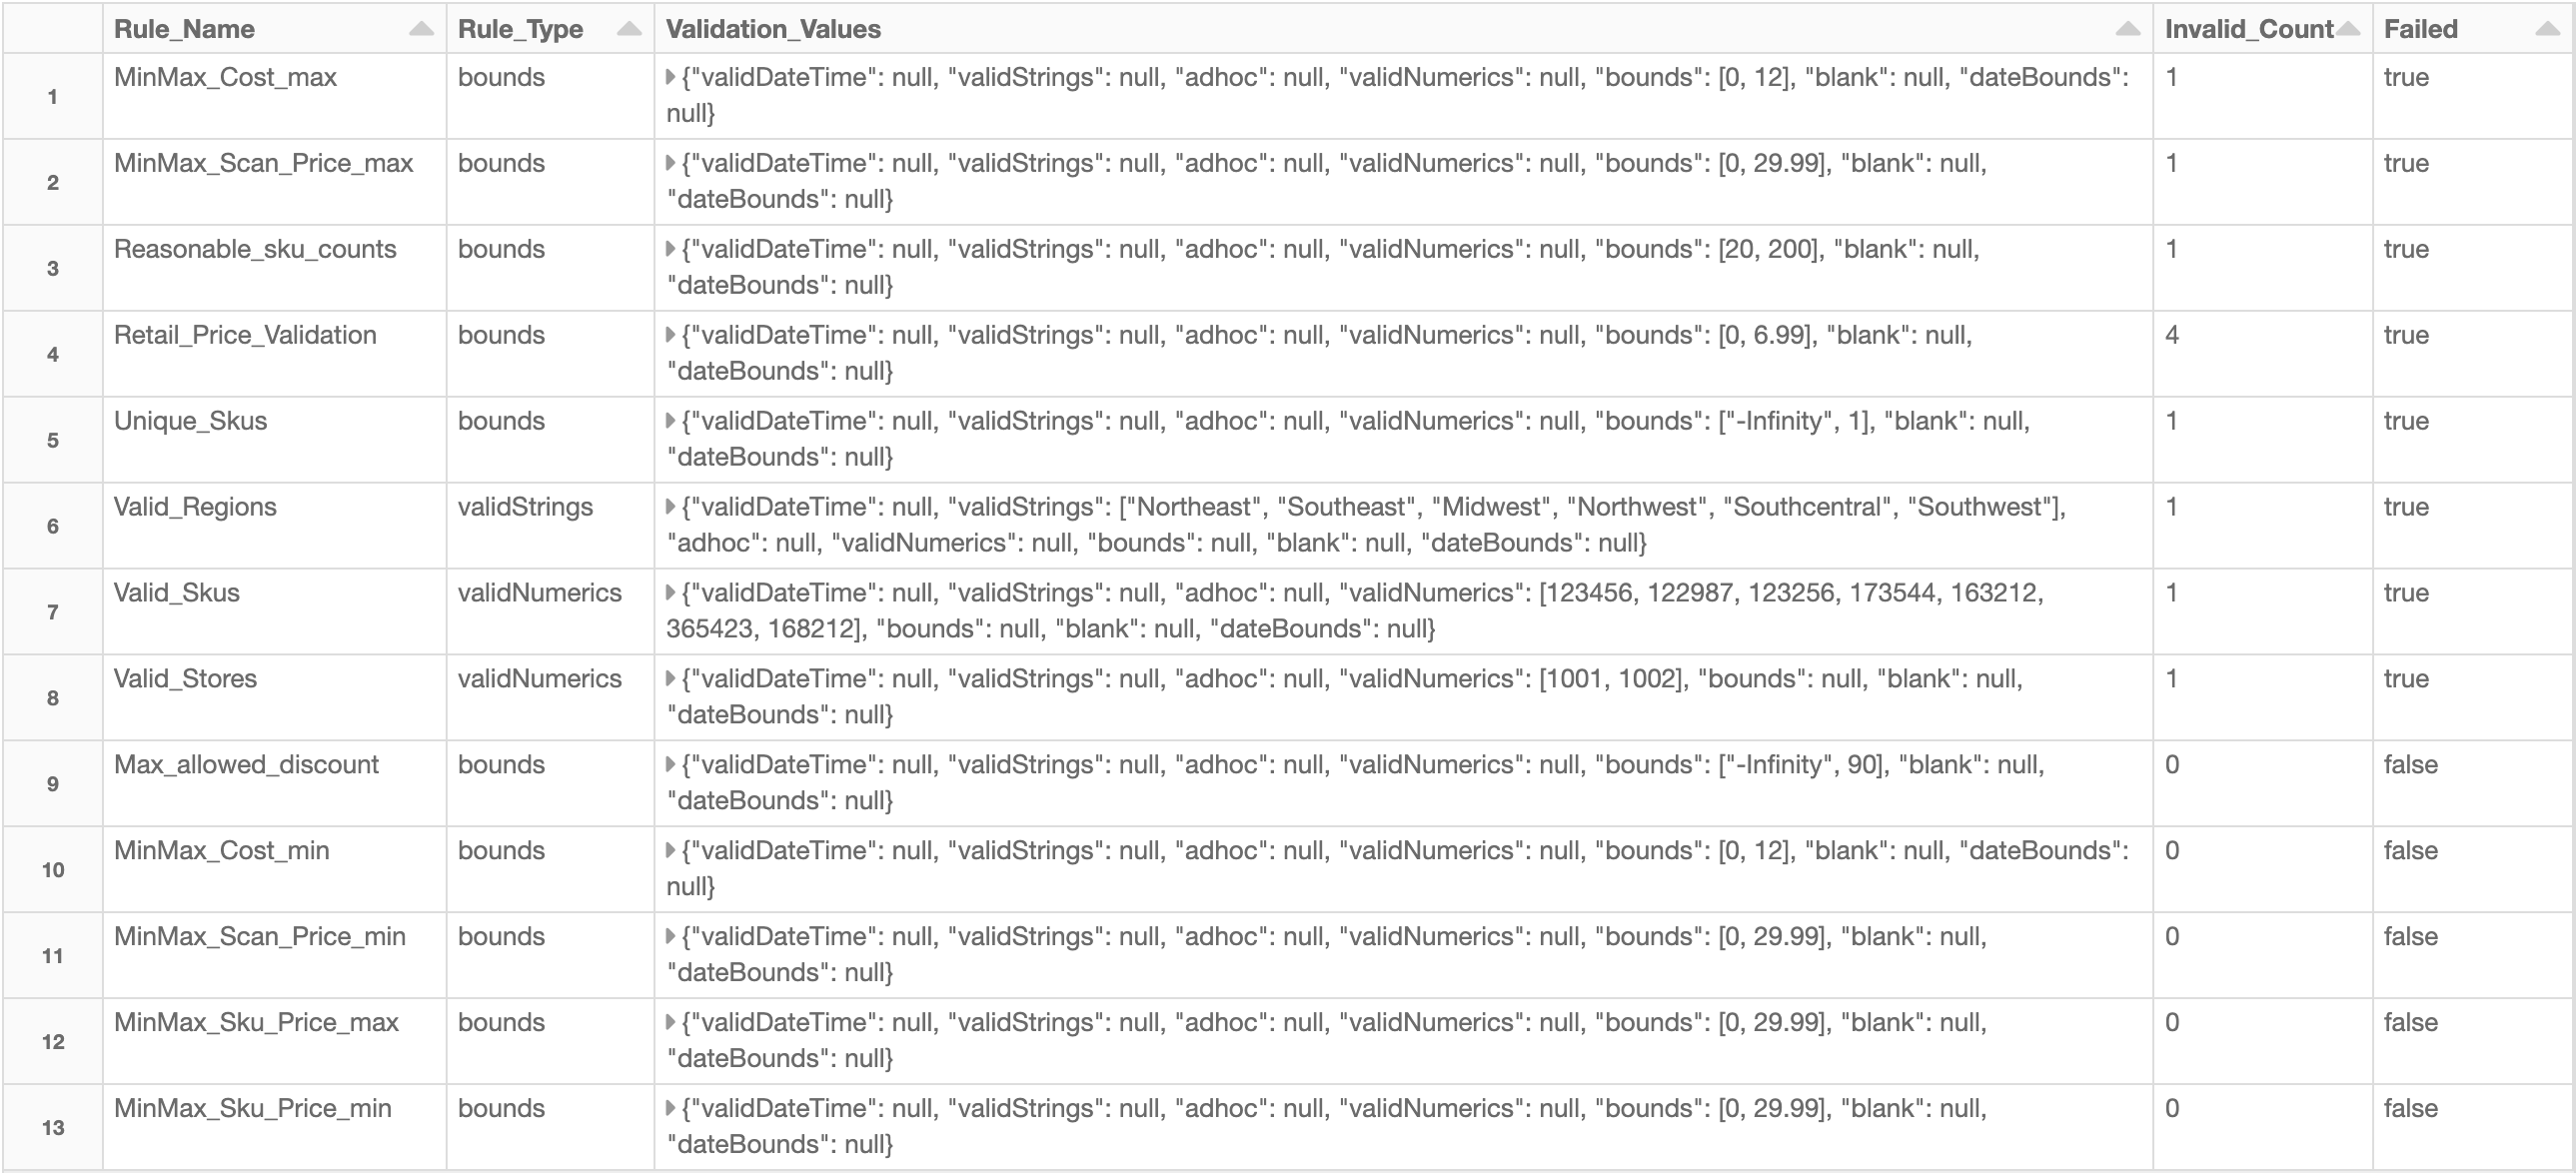 Rule_Name Rule_Type Validation_Values Invalid_Count Failed
1 MinMax_Cost_max bounds {"validDateTime": null, "validStrings": null, "adhoc": null, "validNumerics": null, "bounds": [0, 12], "blank": null, "dateBounds": 1 true
null}
2 MinMax_Scan_Price_max bounds {"validDateTime": null, "validStrings": null, "adhoc": null, "validNumerics": null, "bounds": [0, 29.99], "blank": null, 1 true
"dateBounds": null}
3 Reasonable_sku_counts bounds {"validDateTime": null, "validStrings": null, "adhoc": null, "validNumerics": null, "bounds": [20, 200], "blank": null, 1 true
"dateBounds": null}
4 Retail_Price_Validation bounds {"validDateTime": null, "validStrings": null, "adhoc": null, "validNumerics": null, "bounds": [0, 6.99], "blank": null, 4 true
"dateBounds": null}
5 Unique_Skus bounds {"validDateTime": null, "validStrings": null, "adhoc": null, "validNumerics": null, "bounds": ["-Infinity", 1], "blank": null, 1 true
"dateBounds": null}
6 Valid_Regions validStrings {"validDateTime": null, "validStrings": ["Northeast", "Southeast", "Midwest", "Northwest", "Southcentral", "Southwest"], 1 true
"adhoc": null, "validNumerics": null, "bounds": null, "blank": null, "dateBounds": null}
7 Valid_Skus validNumerics {"validDateTime": null, "validStrings": null, "adhoc": null, "validNumerics": [123456, 122987, 123256, 173544, 163212, 1 true
365423, 168212], "bounds": null, "blank": null, "dateBounds": null}
8 Valid_Stores validNumerics {"validDateTime": null, "validStrings": null, "adhoc": null, "validNumerics": [1001, 1002], "bounds": null, "blank": null, 1 true
"dateBounds": null}
9 Max_allowed_discount bounds {"validDateTime": null, "validStrings": null, "adhoc": null, "validNumerics": null, "bounds": ["-Infinity", 90], "blank": null, 0 false
"dateBounds": null}
10 MinMax_Cost_min bounds {"validDateTime": null, "validStrings": null, "adhoc": null, "validNumerics": null, "bounds": [0, 12], "blank": null, "dateBounds": 0 false
null}
11 MinMax_Scan_Price_min bounds {"validDateTime": null, "validStrings": null, "adhoc": null, "validNumerics": null, "bounds": [0, 29.99], "blank": null, 0 false
"dateBounds": null}
12 MinMax_Sku_Price_max bounds {"validDateTime": null, "validStrings": null, "adhoc": null, "validNumerics": null, "bounds": [0, 29.99], "blank": null, 0 false
"dateBounds": null}
13 MinMax_Sku_Price_min bounds {"validDateTime": null, "validStrings": null, "adhoc": null, "validNumerics": null, "bounds": [0, 29.99], "blank": null, 0 false
"dateBounds": null}